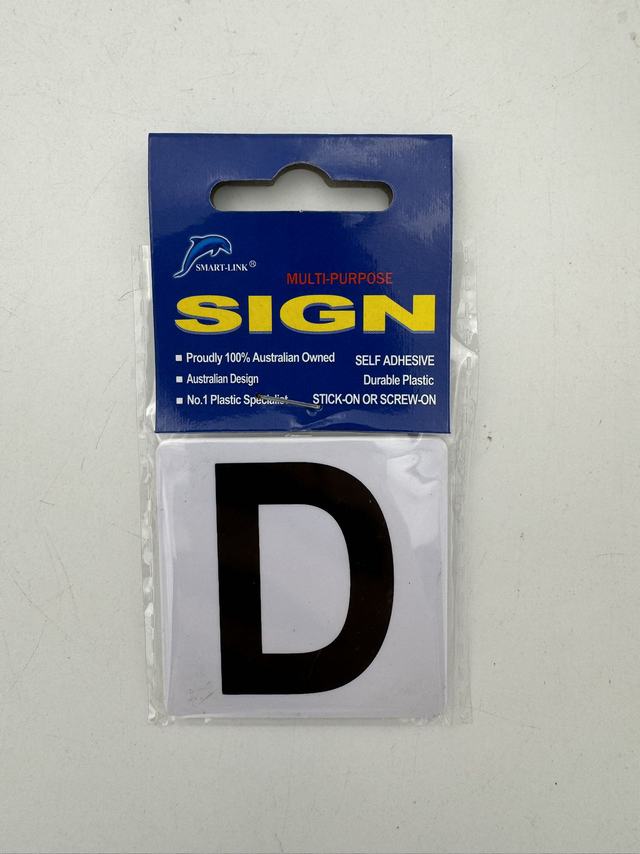 SMART-LINK®
MULTI-PURPOSE
SIGN
■ Proudly 100% Australian Owned
SELF ADHESIVE
■ Australian Design
Durable Plastic
■ No.1 Plastic Specialist
STICK-ON OR SCREW-ON
D